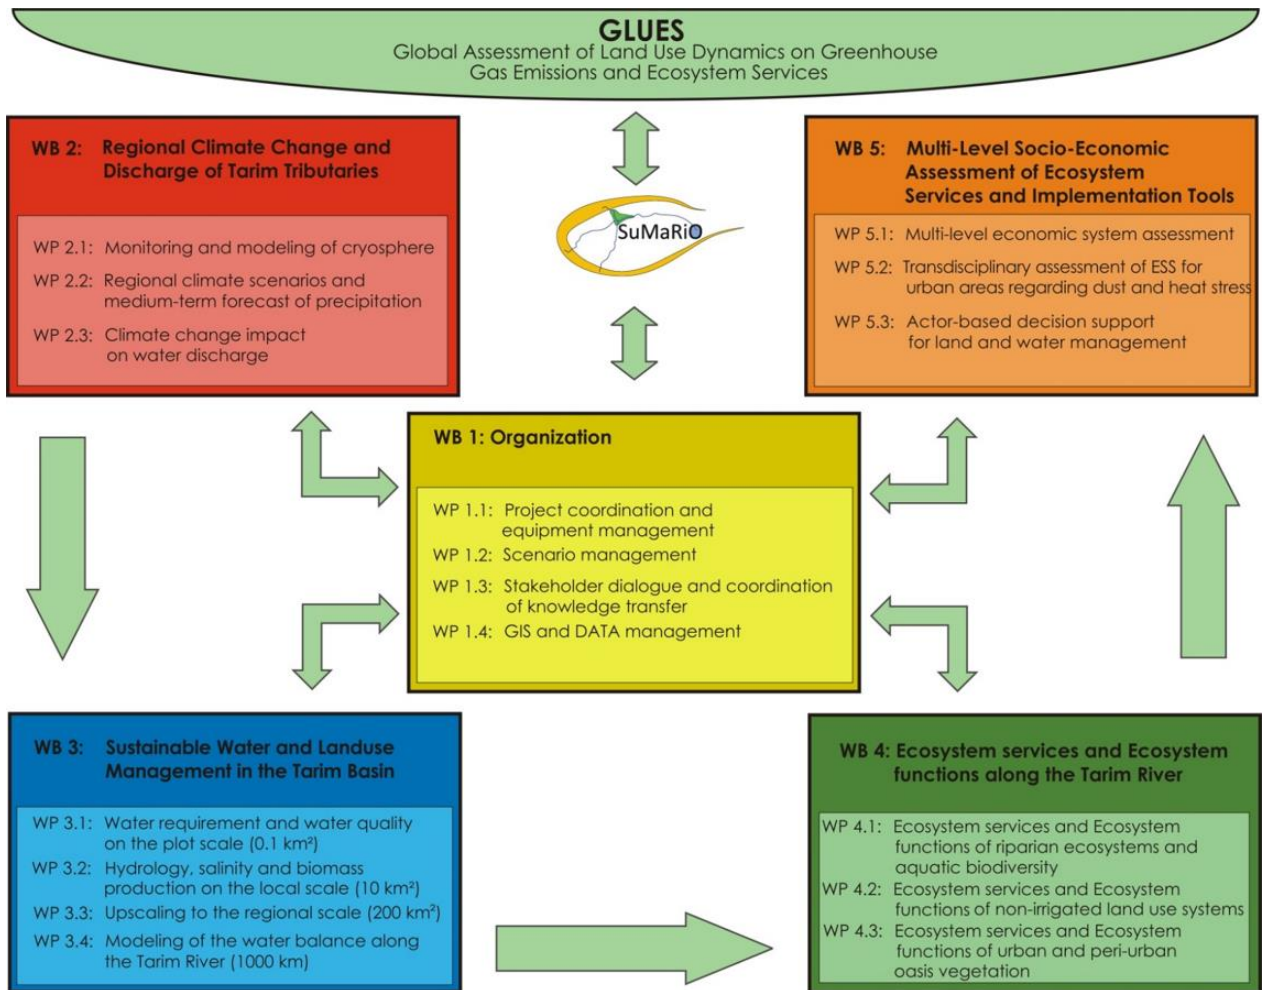 GLUES
Global Assessment of Land Use Dynamics on Greenhouse
Gas Emissions and Ecosystem Services
WB 2: Regional Climate Change and
Discharge of Tarim Tributaries
WP 2.1: Monitoring and modeling of cryosphere
WP 2.2: Regional climate scenarios and
medium-term forecast of precipitation
WP 2.3: Climate change impact
on water discharge
SuMaRiO
WB 5: Multi-Level Socio-Economic
Assessment of Ecosystem
Services and Implementation Tools
WP 5.1: Multi-level economic system assessment
WP 5.2: Transdisciplinary assessment of ESS for
urban areas regarding dust and heat stress
WP 5.3: Actor-based decision support
for land and water management
WB 1: Organization
WP 1.1: Project coordination and
equipment management
WP 1.2: Scenario management
WP 1.3: Stakeholder dialogue and coordination
of knowledge transfer
WP 1.4: GIS and DATA management
WB 3: Sustainable Water and Landuse
Management in the Tarim Basin
WP 3.1: Water requirement and water quality
on the plot scale (0.1 km²)
WP 3.2: Hydrology, salinity and biomass
production on the local scale (10 km²)
WP 3.3: Upscaling to the regional scale (200 km²)
WP 3.4: Modeling of the water balance along
the Tarim River (1000 km)
WB 4: Ecosystem services and Ecosystem
functions along the Tarim River
WP 4.1: Ecosystem services and Ecosystem
functions of riparian ecosystems and
aquatic biodiversity
WP 4.2: Ecosystem services and Ecosystem
functions of non-irrigated land use systems
WP 4.3: Ecosystem services and Ecosystem
functions of urban and peri-urban
oasis vegetation